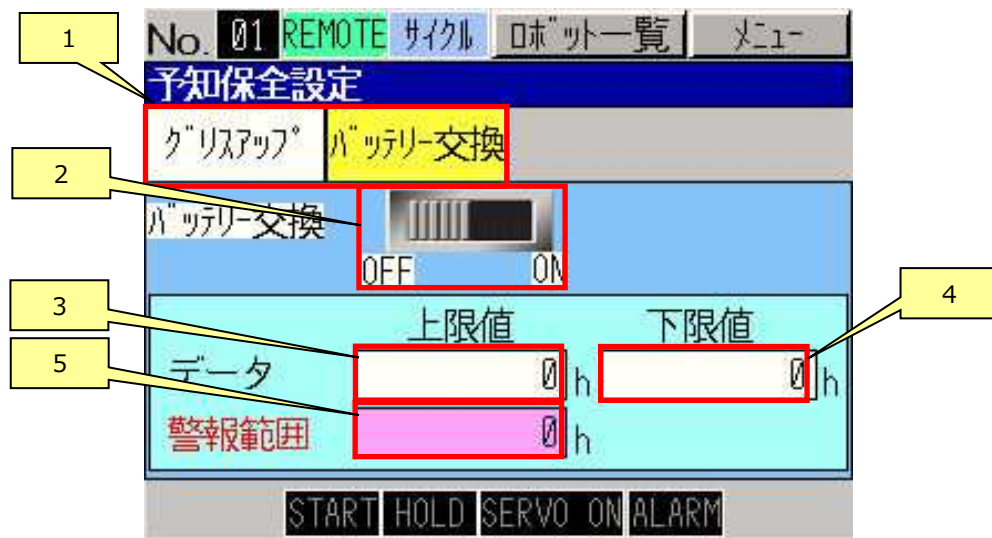 1
No. 01 REMOTE ｻｲｸﾙ ﾛﾎﾞｯﾄ一覧 ﾒﾆｭｰ
予知保全設定
ｸﾞﾘｽｱｯﾌﾟ ﾊﾞｯﾃﾘｰ交換
2
ﾊﾞｯﾃﾘｰ交換
OFF ON
3
4
上限値 下限値
5
データ 0 h 0 h
警報範囲 0 h
START HOLD SERVO ON ALARM